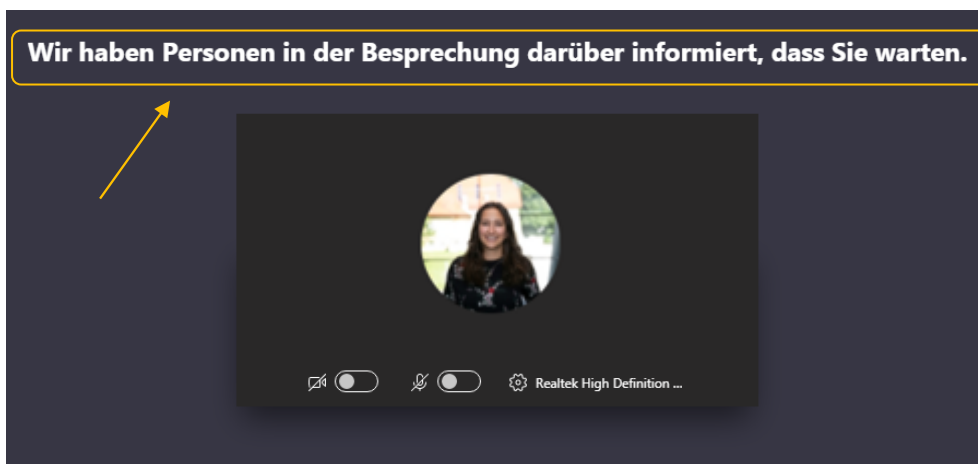 Wir haben Personen in der Besprechung darüber informiert, dass Sie warten.
Realtek High Definition ...